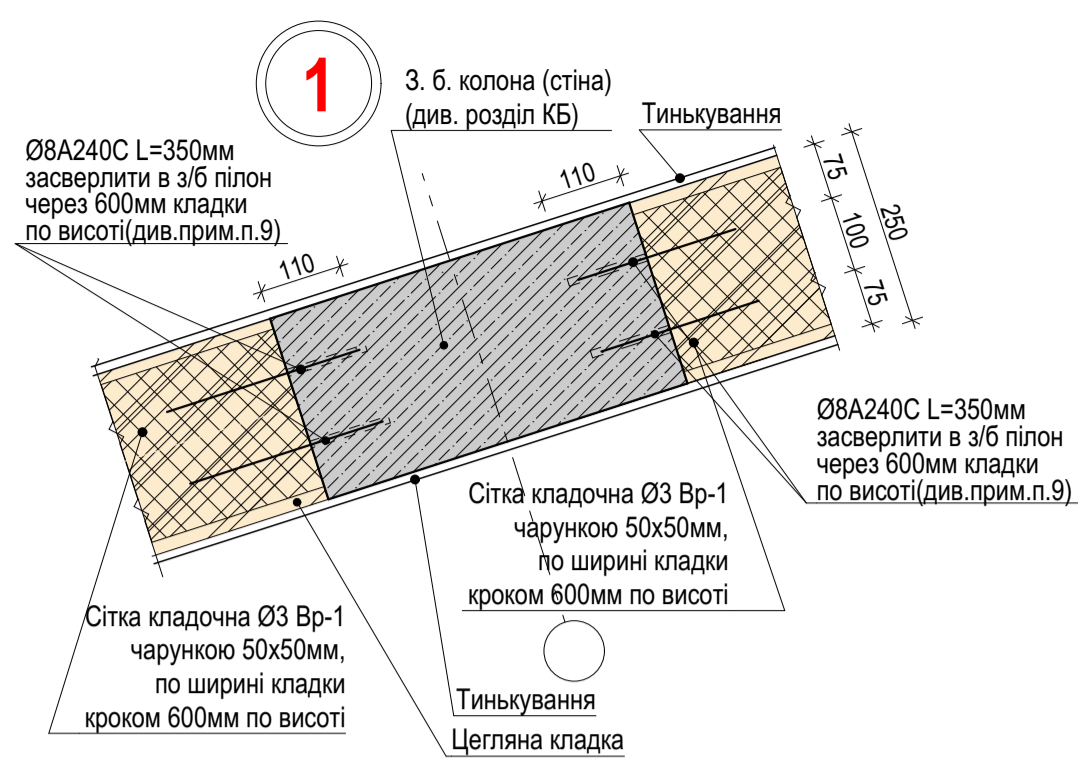 1
З. б. колона (стіна)
(див. розділ КБ)
Тинькування
Ø8А240С L=350мм
засверлити в з/б пілон
через 600мм кладки
по висоті(див.прим.п.9)
110
110
75
100
75
250
Ø8А240С L=350мм
засверлити в з/б пілон
через 600мм кладки
по висоті(див.прим.п.9)
Сітка кладочна Ø3 Вр-1
чарункою 50х50мм,
по ширині кладки
кроком 600мм по висоті
Сітка кладочна Ø3 Вр-1
чарункою 50х50мм,
по ширині кладки
кроком 600мм по висоті
Тинькування
Цегляна кладка